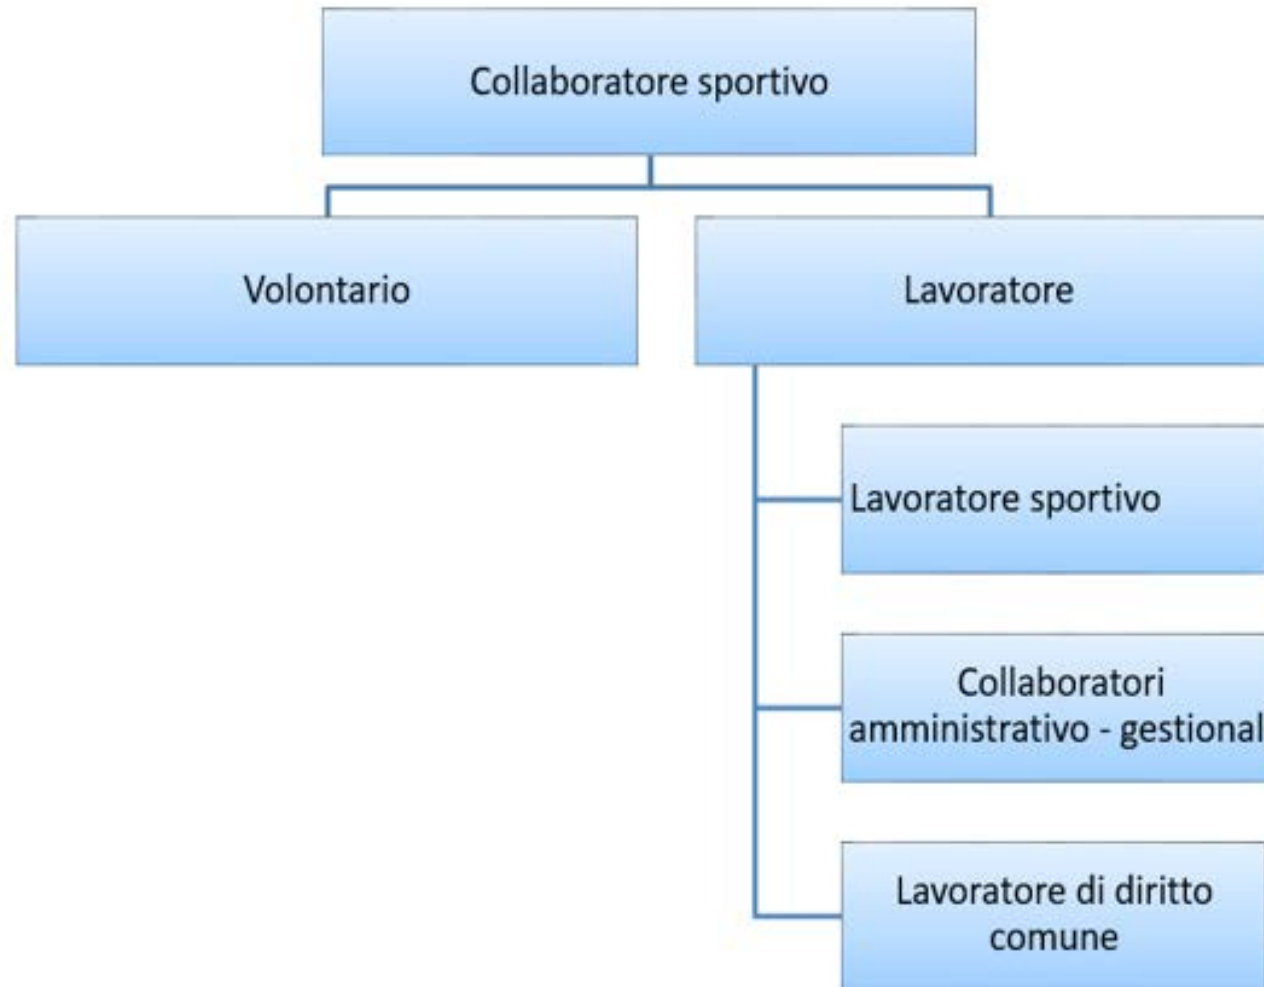 Collaboratore sportivo
Volontario
Lavoratore
Lavoratore sportivo
Collaboratori
amministrativo - gestional
Lavoratore di diritto
comune